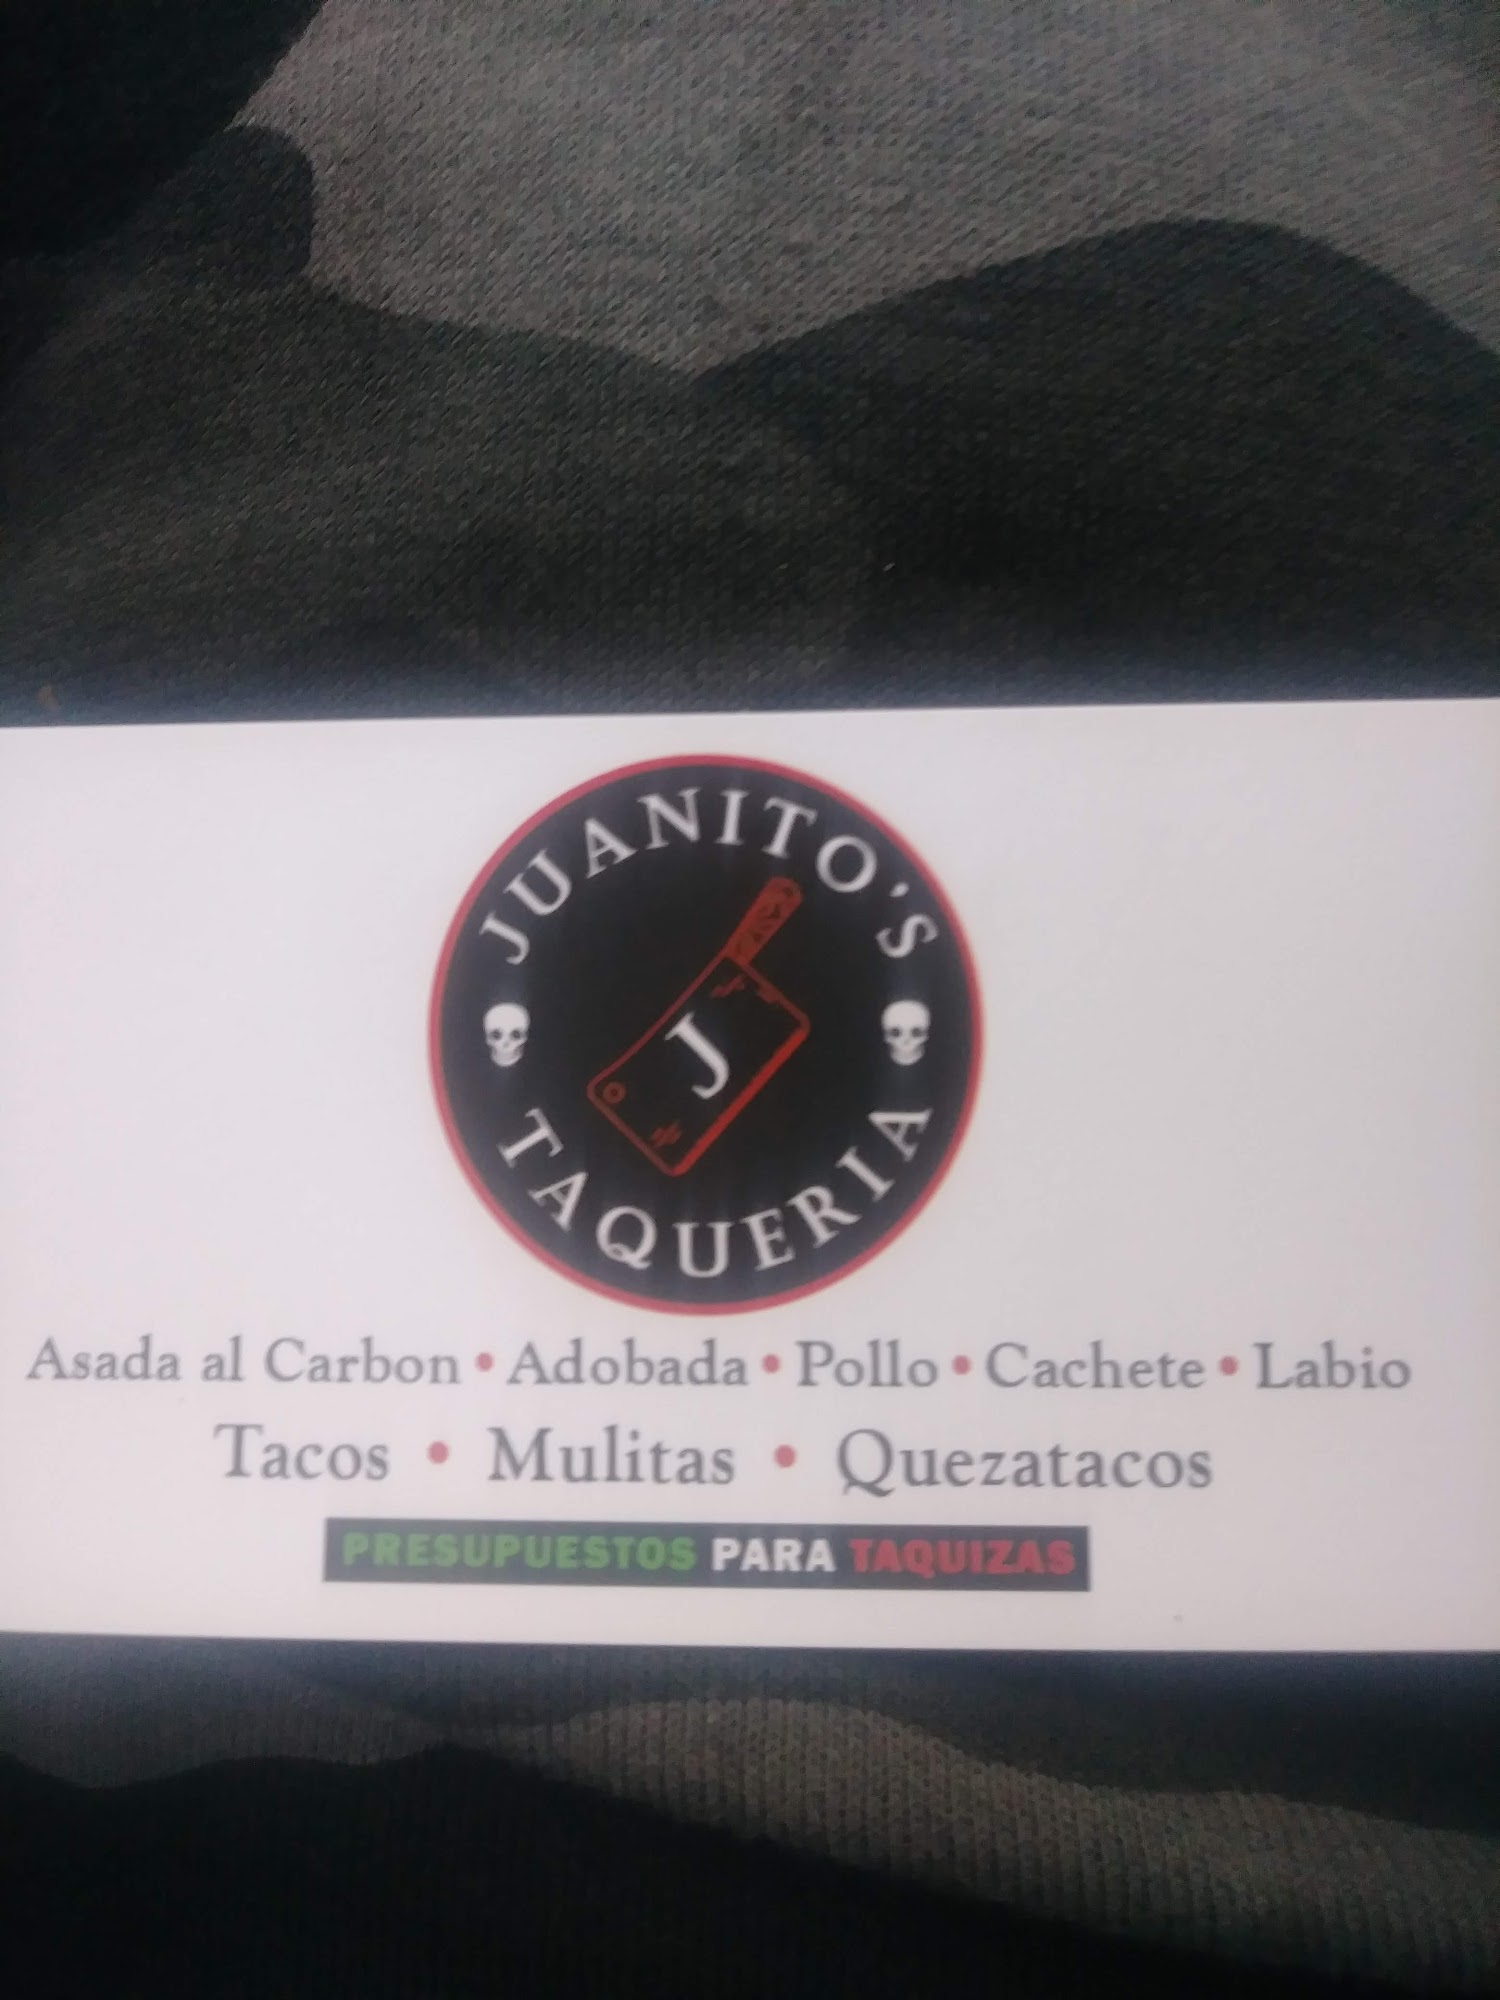 JUANITO'S
J
TAQUERIA
Asada al Carbon • Adobada • Pollo • Cachete • Labio
Tacos • Mulitas • Quezatacos
PRESUPUESTOS PARA TAQUIZAS